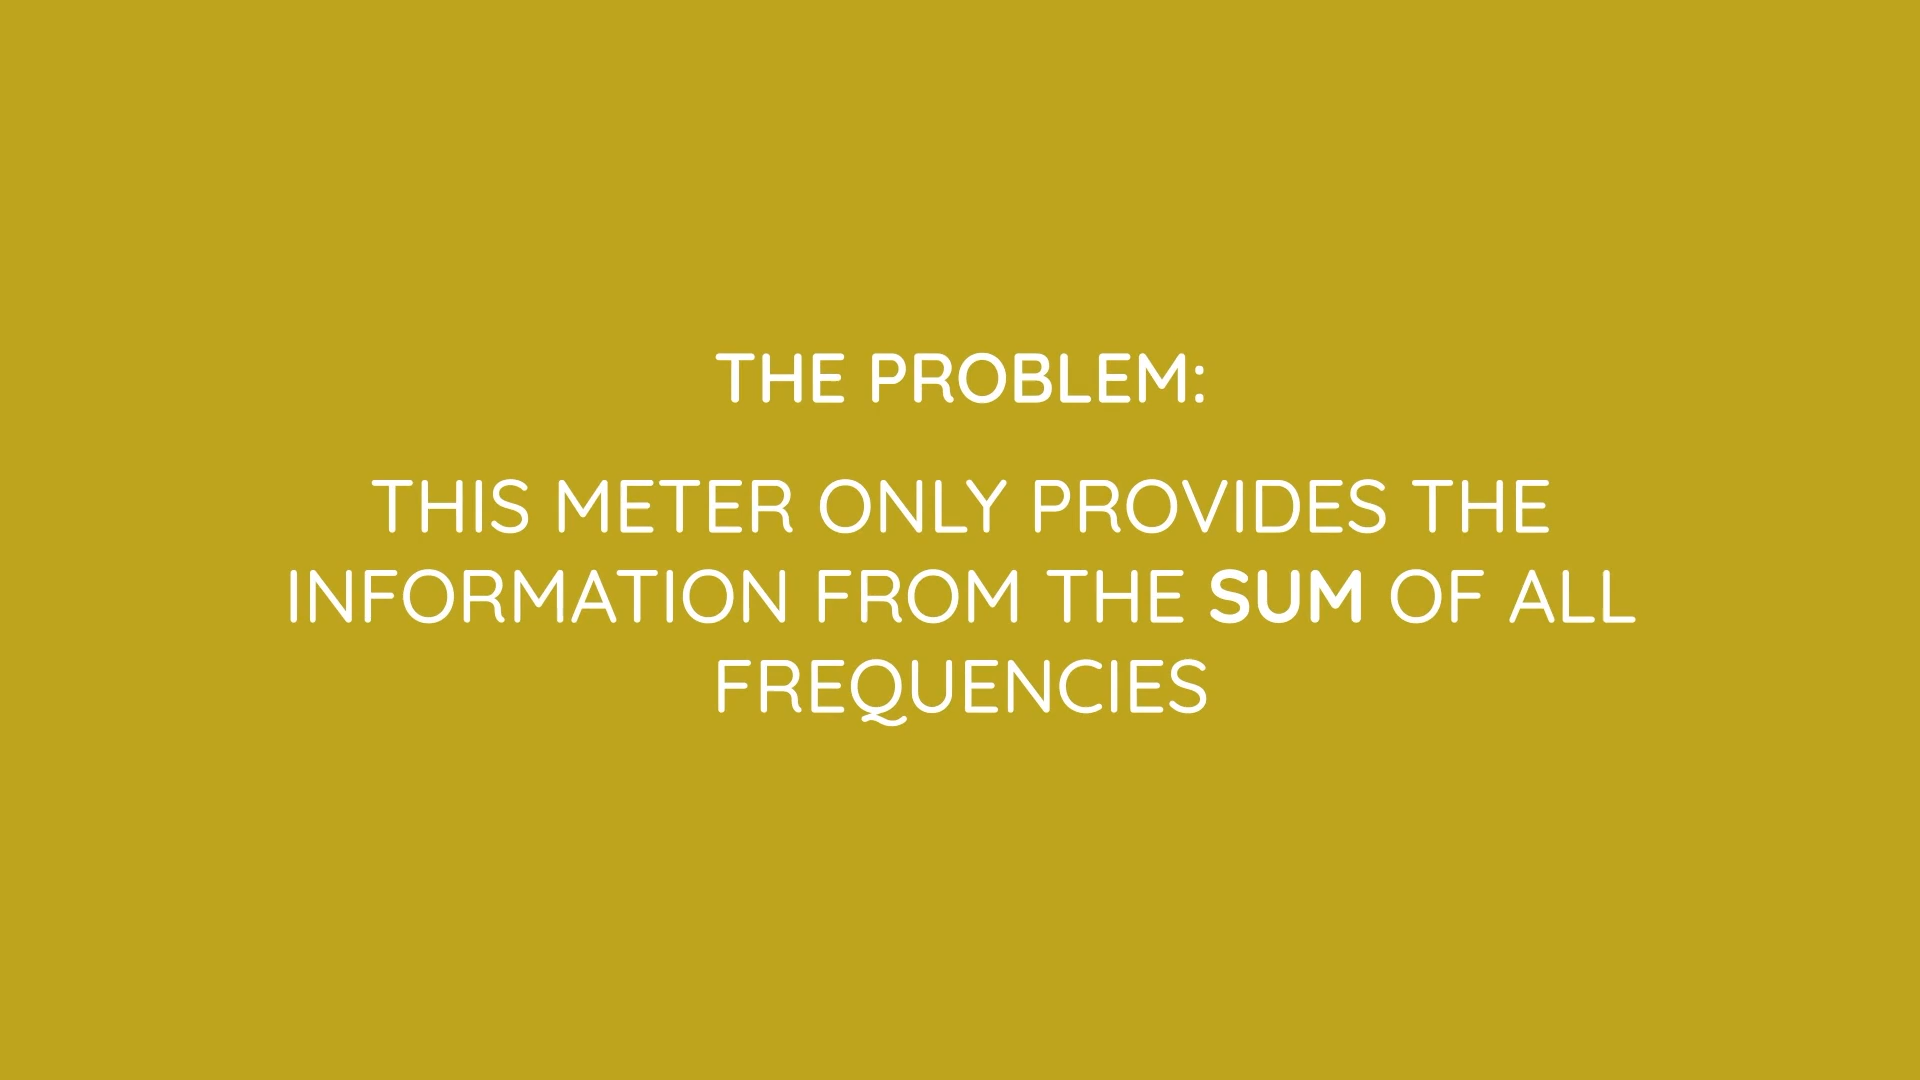 THE PROBLEM:
THIS METER ONLY PROVIDES THE
INFORMATION FROM THE SUM OF ALL
FREQUENCIES